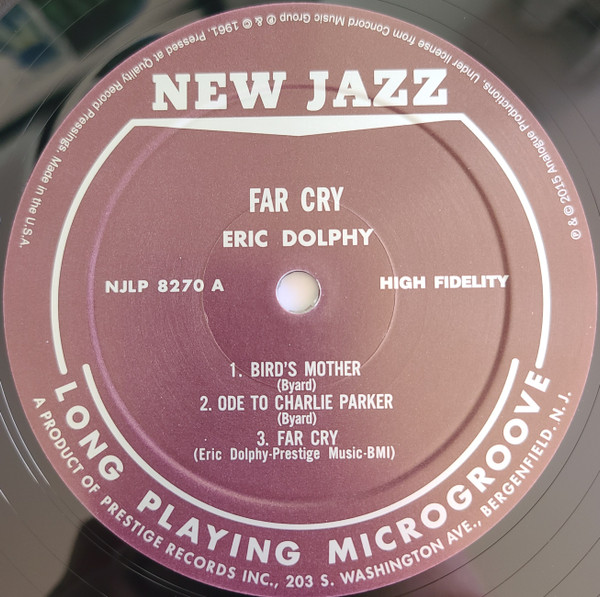 NEW JAZZ
FAR CRY
ERIC DOLPHY
NJLP 8270 A
HIGH FIDELITY
1. BIRD'S MOTHER
(Byard)
2. ODE TO CHARLIE PARKER
(Byard)
3. FAR CRY
(Eric Dolphy-Prestige Music-BMI)
LONG PLAYING MICROGROOVE
A PRODUCT OF PRESTIGE RECORDS INC., 203 S. WASHINGTON AVE., BERGENFIELD, N. J.
℗ & © 2015 Analogue Productions. Under license from Concord Music Group ℗ & © 1961. Pressed at Quality Record Pressings. Made in the U.S.A.